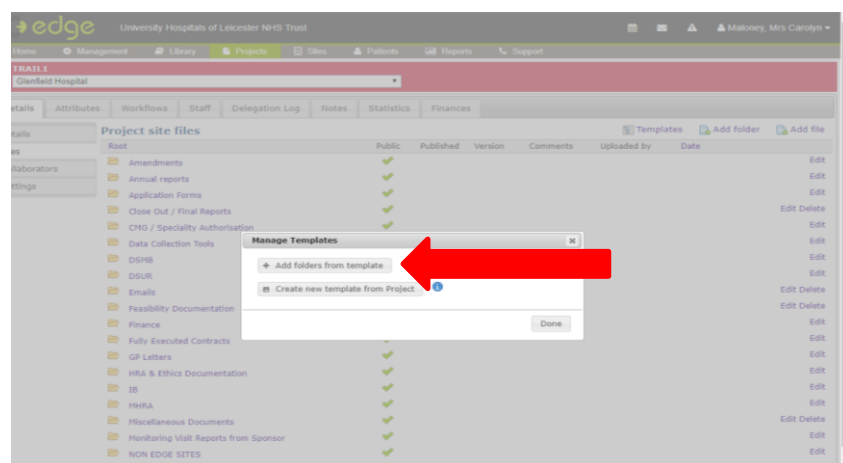 edge University Hospitals of Leicester NHS Trust Maloney, Mrs Carolyn
Home Management Library Projects Sites Patients Reports Support
TRAIL1
Glenfield Hospital
etails Attributes Workflows Staff Delegation Log Notes Statistics Finances
etails Project site files Templates Add folder Add file
es Root Public Published Version Comments Uploaded by Date
llaborators Amendments Edit
ttings Annual reports Edit
Application Forms Edit
Close Out / Final Reports Edit Delete
CMG / Speciality Authorisation Edit
Data Collection Tools Edit
DSMB Edit
DSUR Edit
Emails Edit Delete
Feasibility Documentation Edit Delete
Finance Edit
Fully Executed Contracts Edit
GP Letters Edit
HRA & Ethics Documentation Edit
IB Edit
MHRA Edit
Miscellaneous Documents Edit Delete
Monitoring Visit Reports from Sponsor Edit
NON EDGE SITES Edit
Manage Templates
Add folders from template
Create new template from Project
Done